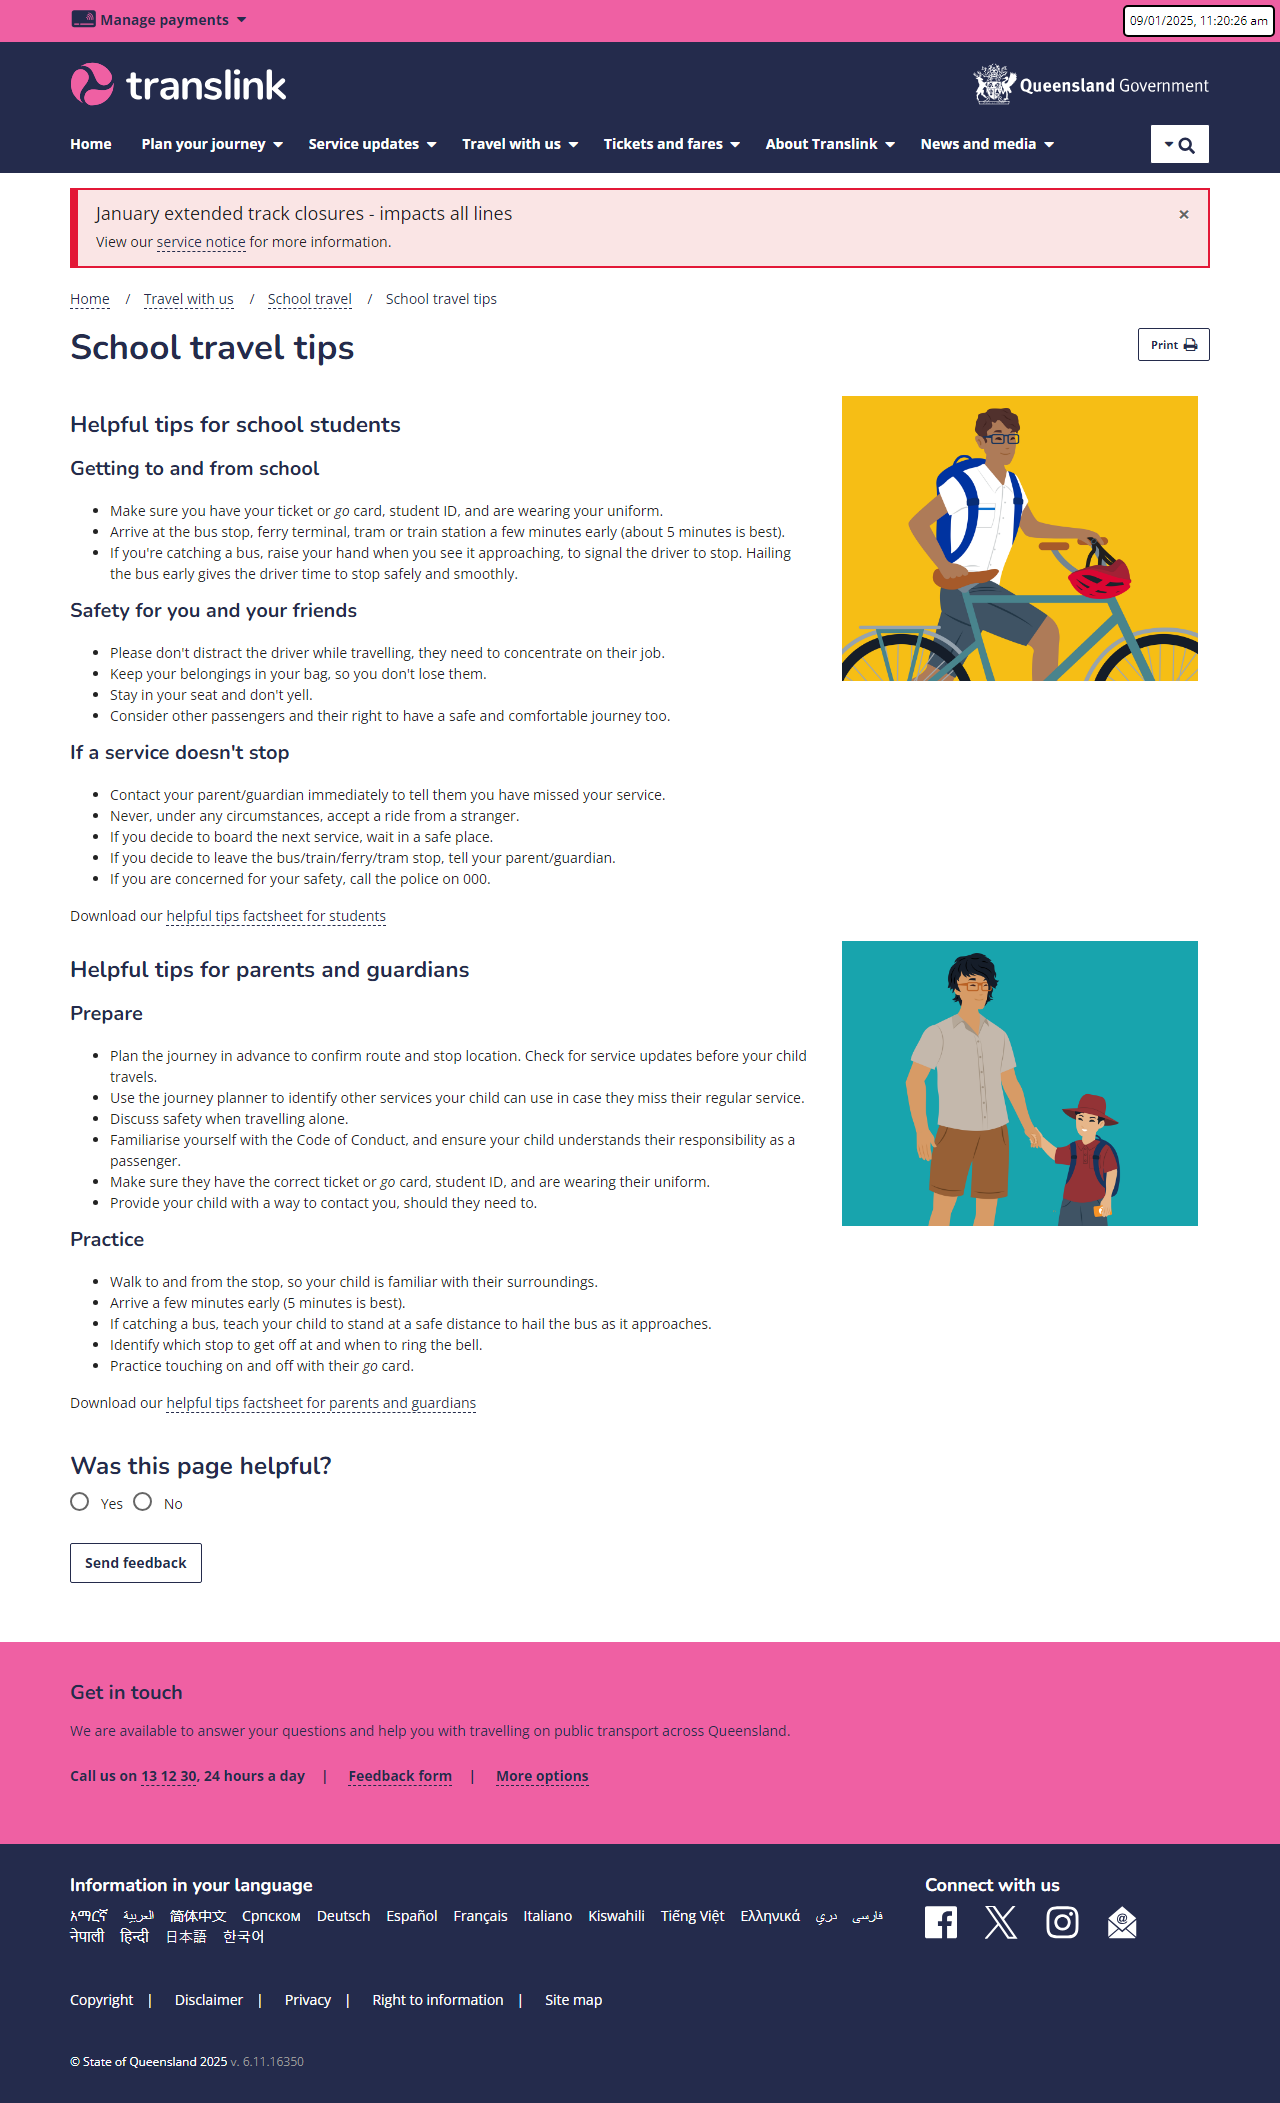 Manage payments
09/01/2025, 11:20:26 am
translink
Queensland Government
Home Plan your journey Service updates Travel with us Tickets and fares About Translink News and media
January extended track closures - impacts all lines
×
View our service notice for more information.
Home / Travel with us / School travel / School travel tips
School travel tips
Print
Helpful tips for school students
Getting to and from school
• Make sure you have your ticket or go card, student ID, and are wearing your uniform.
• Arrive at the bus stop, ferry terminal, tram or train station a few minutes early (about 5 minutes is best).
• If you're catching a bus, raise your hand when you see it approaching, to signal the driver to stop. Hailing
the bus early gives the driver time to stop safely and smoothly.
Safety for you and your friends
• Please don't distract the driver while travelling, they need to concentrate on their job.
• Keep your belongings in your bag, so you don't lose them.
• Stay in your seat and don't yell.
• Consider other passengers and their right to have a safe and comfortable journey too.
If a service doesn't stop
• Contact your parent/guardian immediately to tell them you have missed your service.
• Never, under any circumstances, accept a ride from a stranger.
• If you decide to board the next service, wait in a safe place.
• If you decide to leave the bus/train/ferry/tram stop, tell your parent/guardian.
• If you are concerned for your safety, call the police on 000.
Download our helpful tips factsheet for students
Helpful tips for parents and guardians
Prepare
• Plan the journey in advance to confirm route and stop location. Check for service updates before your child
travels.
• Use the journey planner to identify other services your child can use in case they miss their regular service.
• Discuss safety when travelling alone.
• Familiarise yourself with the Code of Conduct, and ensure your child understands their responsibility as a
passenger.
• Make sure they have the correct ticket or go card, student ID, and are wearing their uniform.
• Provide your child with a way to contact you, should they need to.
Practice
• Walk to and from the stop, so your child is familiar with their surroundings.
• Arrive a few minutes early (5 minutes is best).
• If catching a bus, teach your child to stand at a safe distance to hail the bus as it approaches.
• Identify which stop to get off at and when to ring the bell.
• Practice touching on and off with their go card.
Download our helpful tips factsheet for parents and guardians
Was this page helpful?
Yes No
Send feedback
Get in touch
We are available to answer your questions and help you with travelling on public transport across Queensland.
Call us on 13 12 30, 24 hours a day | Feedback form | More options
Information in your language
አማርኛ العربية 简体中文 Српском Deutsch Español Français Italiano Kiswahili Tiếng Việt Ελληνικά دري فارسی
नेपाली हिन्दी 日本語 한국어
Connect with us
Copyright | Disclaimer | Privacy | Right to information | Site map
© State of Queensland 2025 v. 6.11.16350